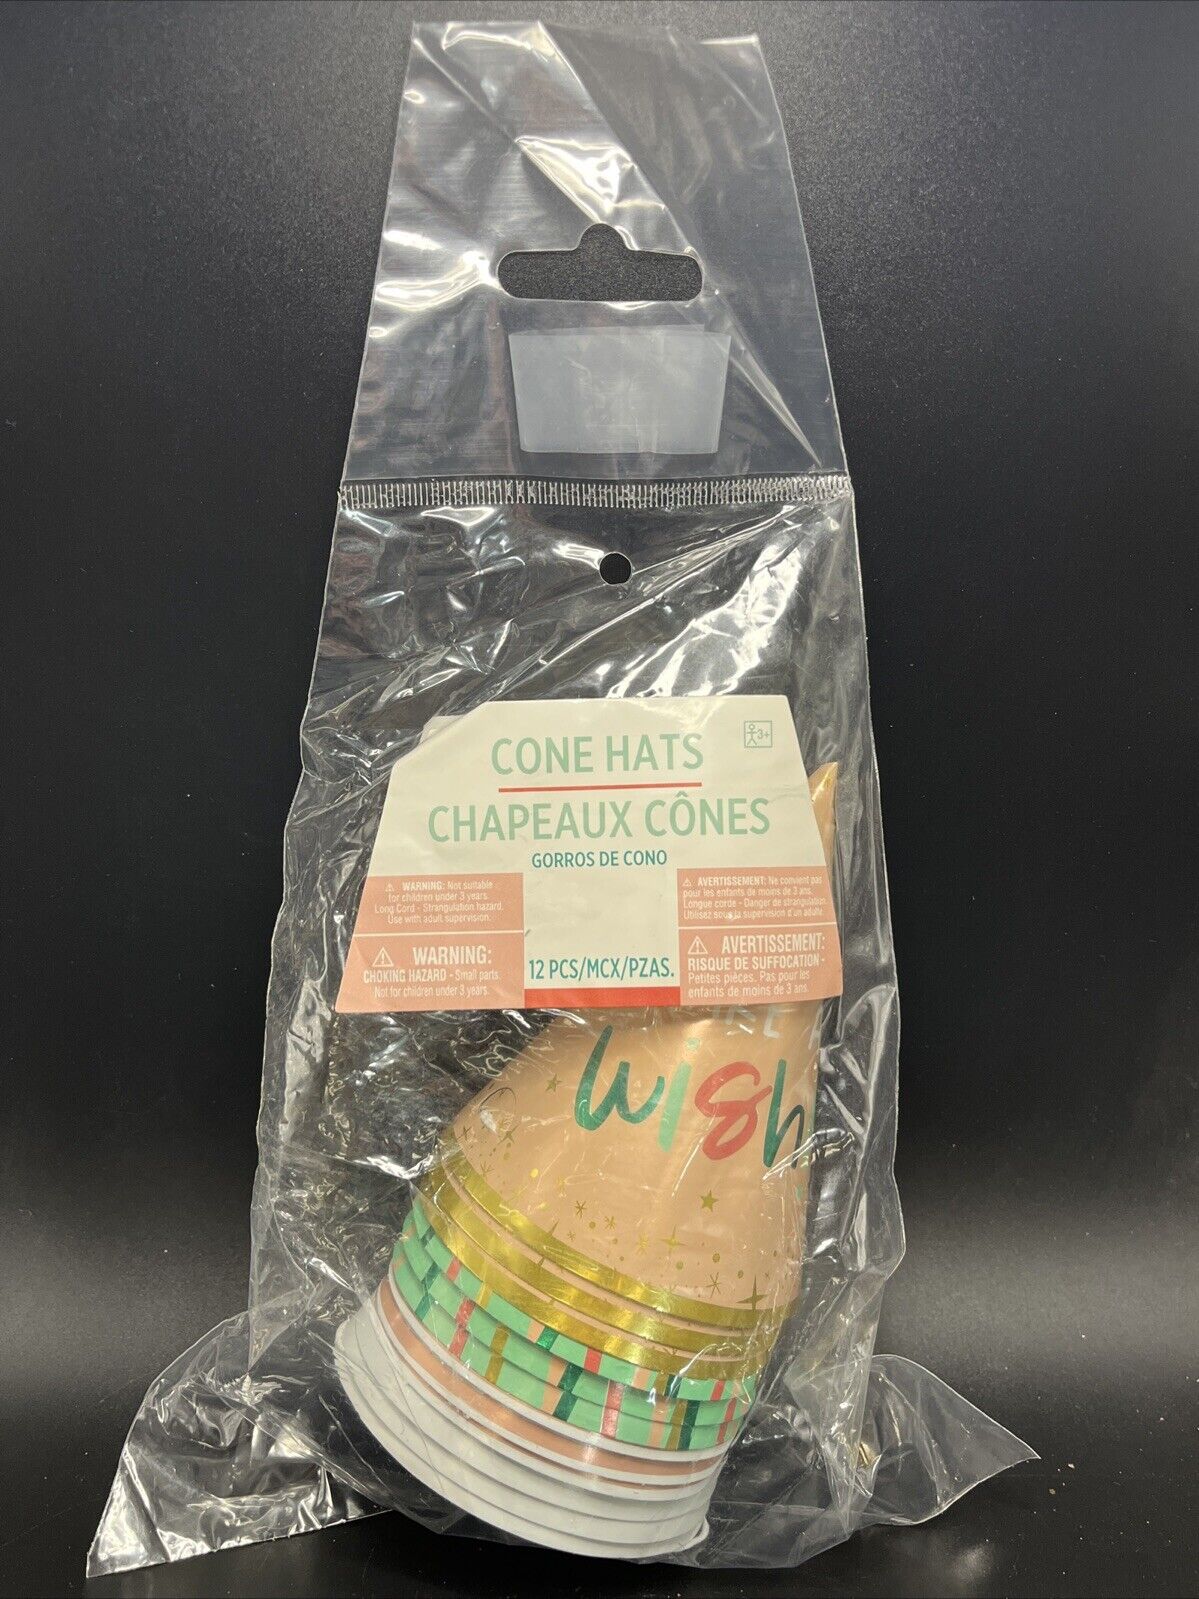 CONE HATS
3+
CHAPEAUX CÔNES
GORROS DE CONO
WARNING: Not suitable
for children under 3 years.
Long Cord - Strangulation hazard.
Use with adult supervision.
WARNING:
CHOKING HAZARD - Small parts.
Not for children under 3 years.
12 PCS/MCX/PZAS.
AVERTISSEMENT: Ne convient pas
pour les enfants de moins de 3 ans.
Longue corde - Danger de strangulation.
Utilisez sous la supervision d'un adulte.
AVERTISSEMENT:
RISQUE DE SUFFOCATION -
Petites pièces. Pas pour les
enfants de moins de 3 ans.
wish